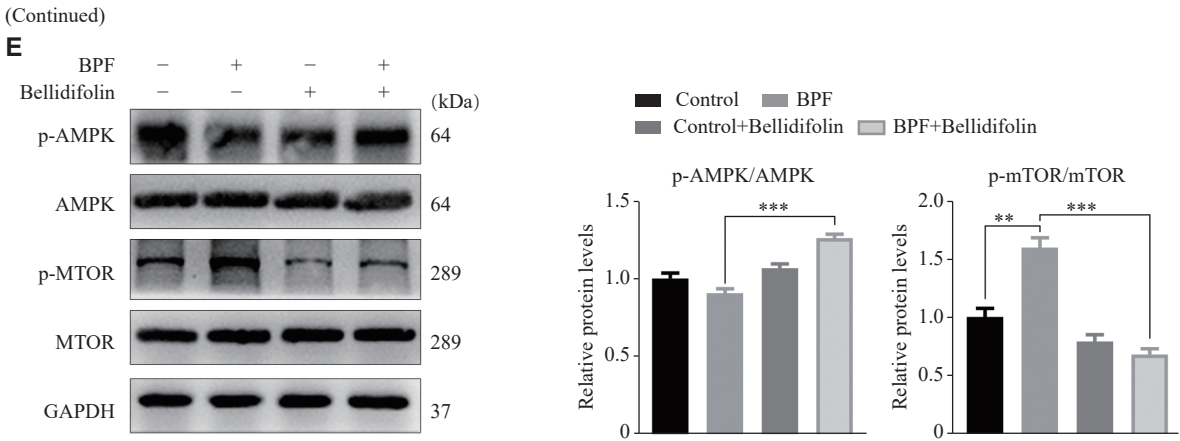 (Continued)
E
BPF − + − +
Bellidifolin − − + +
(kDa)
p-AMPK 64
AMPK 64
p-MTOR 289
MTOR 289
GAPDH 37
Control BPF
Control+Bellidifolin BPF+Bellidifolin
p-AMPK/AMPK
Relative protein levels
1.5
1.0
0.5
0
***
p-mTOR/mTOR
Relative protein levels
2.0
1.5
1.0
0.5
0
** ***